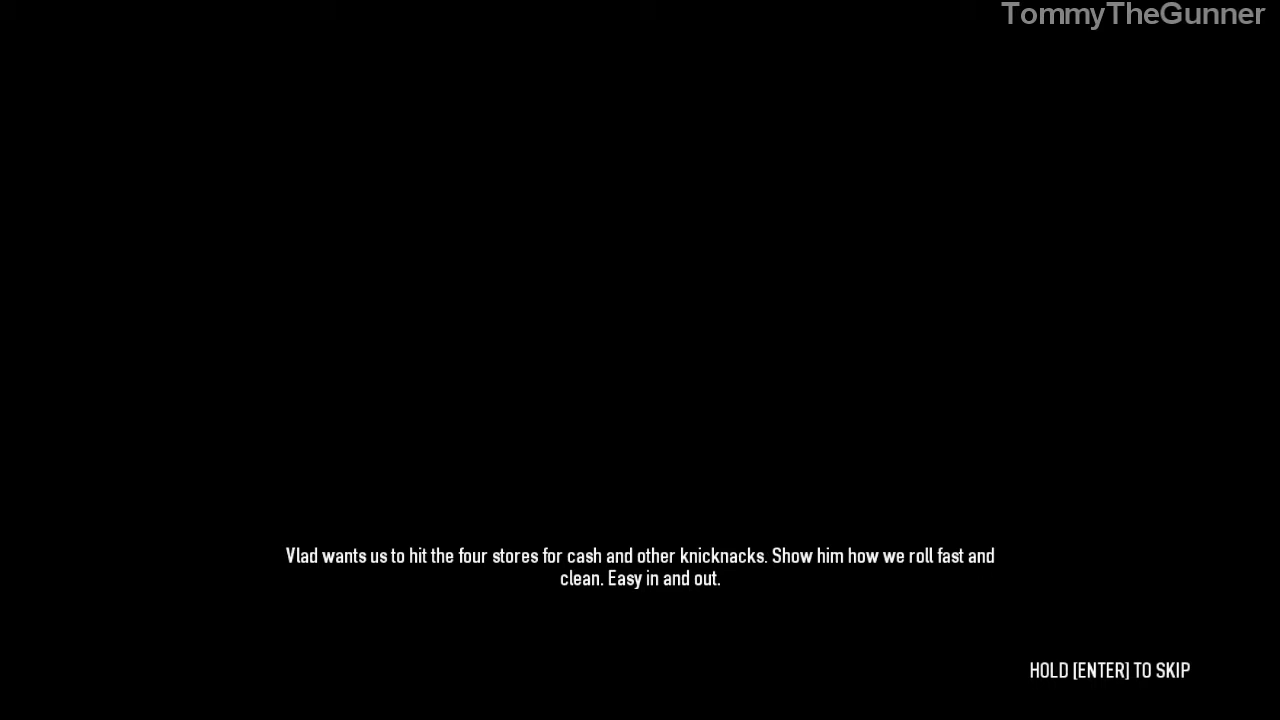 TommyTheGunner
Vlad wants us to hit the four stores for cash and other knicknacks. Show him how we roll fast and
clean. Easy in and out.
HOLD [ENTER] TO SKIP